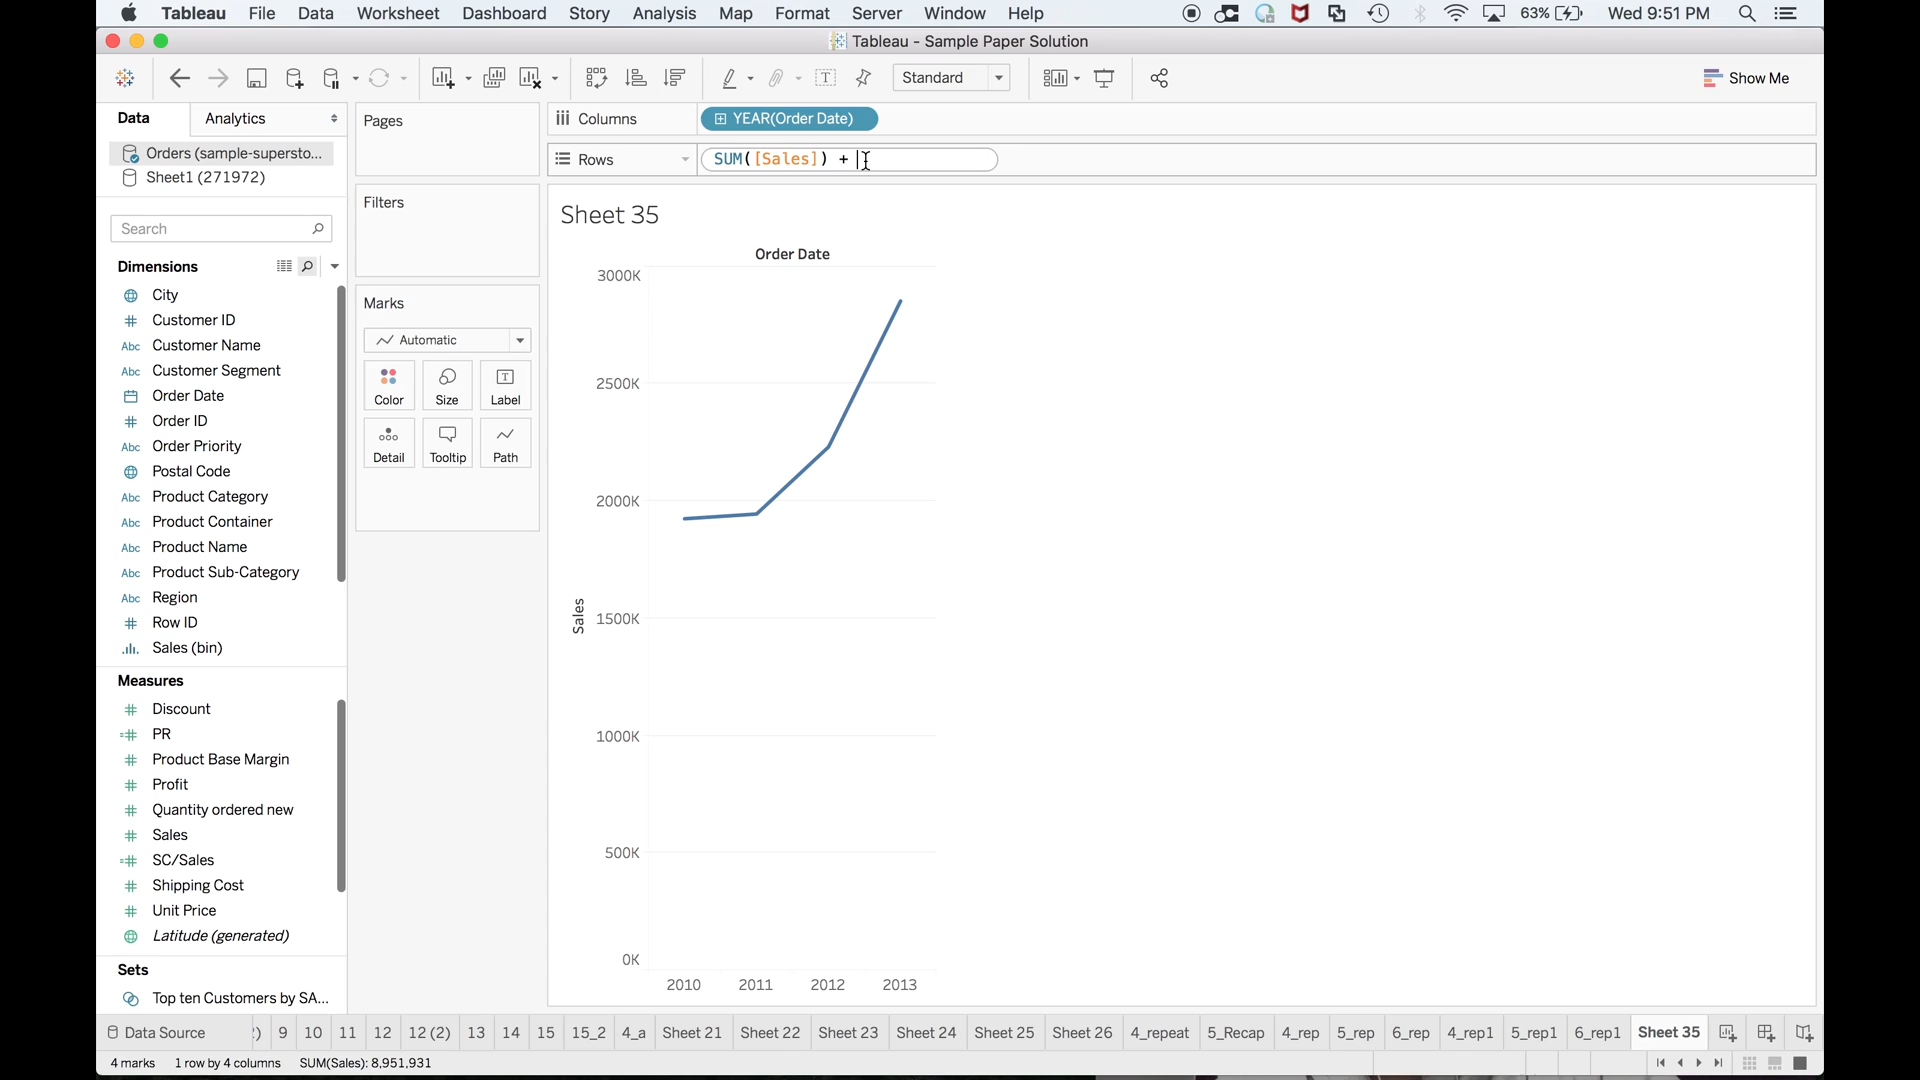 Tableau File Data Worksheet Dashboard Story Analysis Map Format Server Window Help 63% Wed 9:51 PM
Tableau - Sample Paper Solution
Standard Show Me
Data Analytics
Orders (sample-supersto...
Sheet1 (271972)
Search
Dimensions
City
Customer ID
Abc Customer Name
Abc Customer Segment
Order Date
Order ID
Abc Order Priority
Postal Code
Abc Product Category
Abc Product Container
Abc Product Name
Abc Product Sub-Category
Abc Region
Row ID
Sales (bin)
Measures
Discount
PR
Product Base Margin
Profit
Quantity ordered new
Sales
SC/Sales
Shipping Cost
Unit Price
Latitude (generated)
Sets
Top ten Customers by SA...
Pages
Filters
Marks
Automatic
Color Size Label
Detail Tooltip Path
Columns YEAR(Order Date)
Rows SUM([Sales]) +
Sheet 35
Order Date
3000K
2500K
2000K
1500K
1000K
500K
0K
Sales
2010 2011 2012 2013
Data Source ?) 9 10 11 12 12 (2) 13 14 15 15_2 4_a Sheet 21 Sheet 22 Sheet 23 Sheet 24 Sheet 25 Sheet 26 4_repeat 5_Recap 4_rep 5_rep 6_rep 4_rep1 5_rep1 6_rep1 Sheet 35
4 marks 1 row by 4 columns SUM(Sales): 8,951,931